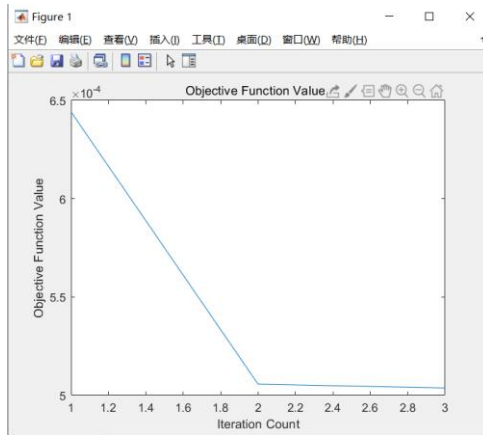 Figure 1
文件(F) 编辑(E) 查看(V) 插入(I) 工具(T) 桌面(D) 窗口(W) 帮助(H)
×10⁻⁴ Objective Function Value
6.5
6
5.5
5
Objective Function Value
1 1.2 1.4 1.6 1.8 2 2.2 2.4 2.6 2.8 3
Iteration Count